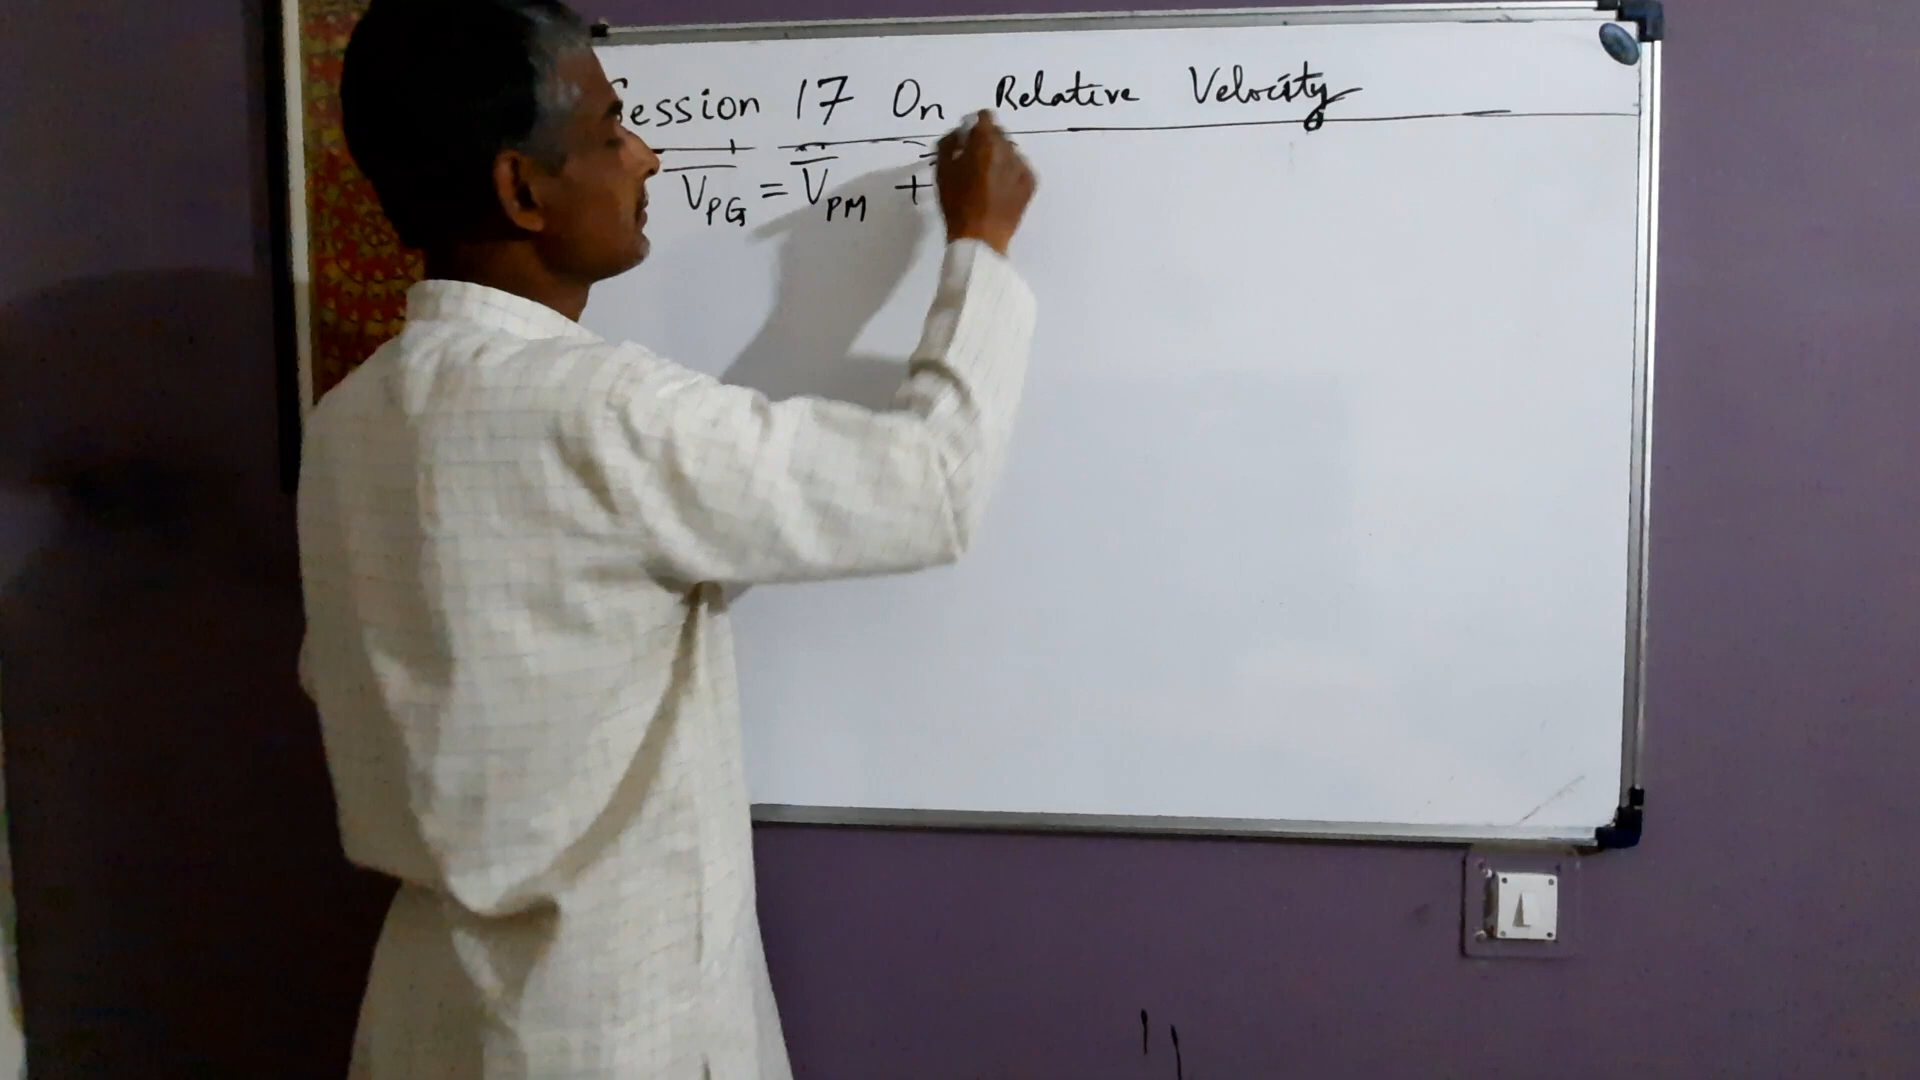 Session 17 On Relative Velocity
V̅PG = V̅PM +